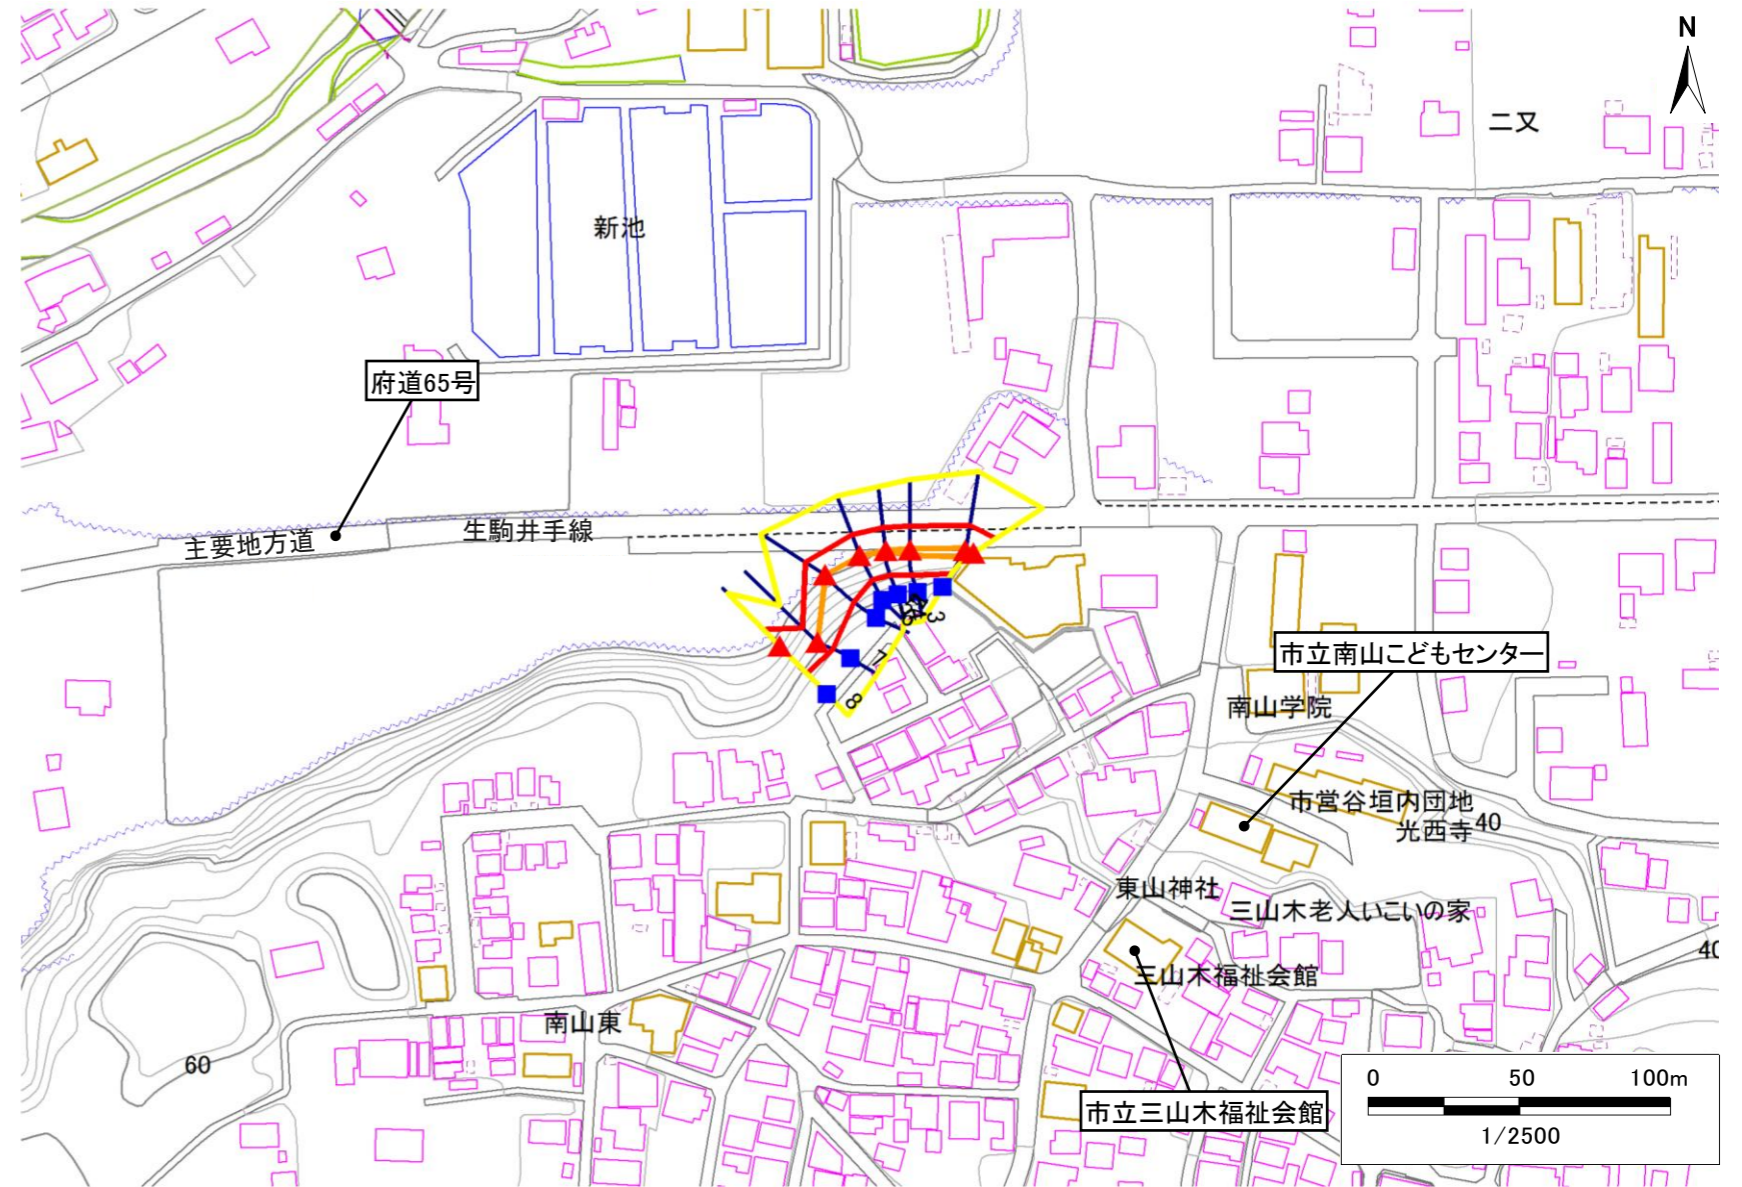 N
二又
新池
府道65号
生駒井手線
主要地方道
3
7
8
市立南山こどもセンター
南山学院
市営谷垣内団地
光西寺
40
東山神社
三山木老人いこいの家
40
三山木福祉会館
南山東
60
市立三山木福祉会館
0 50 100m
1/2500